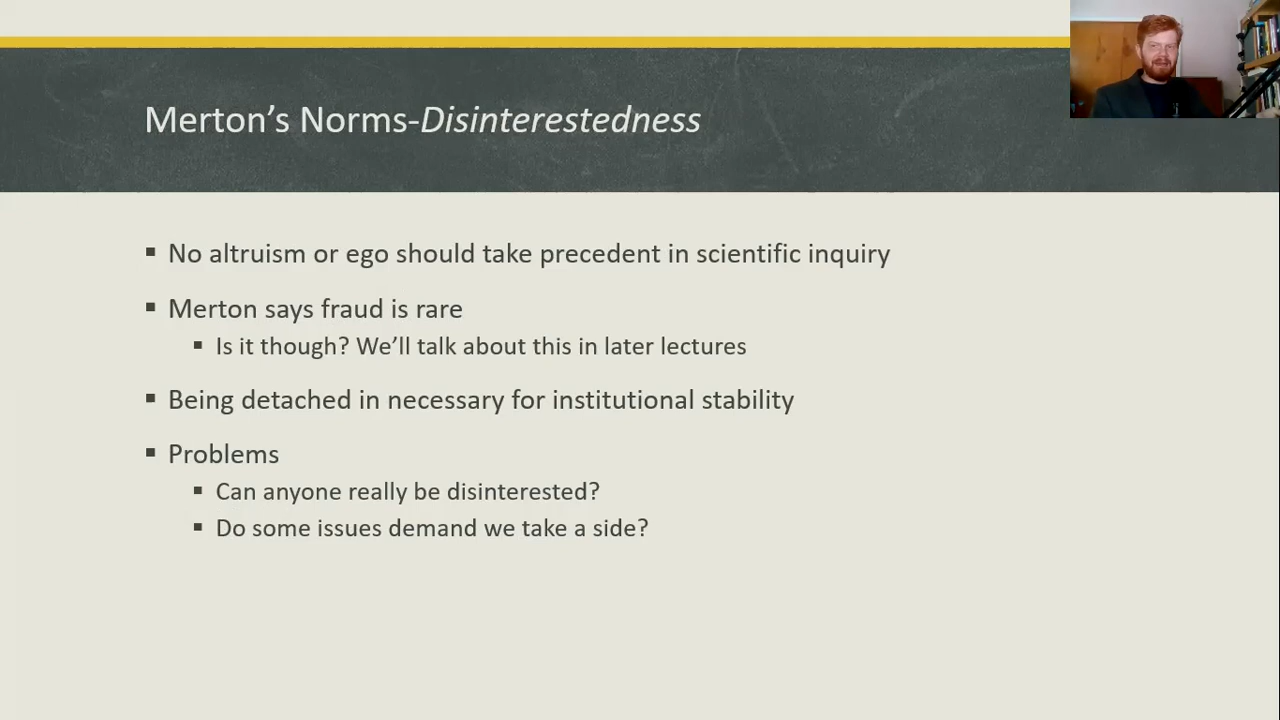 Merton’s Norms-Disinterestedness
▪ No altruism or ego should take precedent in scientific inquiry
▪ Merton says fraud is rare
▪ Is it though? We’ll talk about this in later lectures
▪ Being detached in necessary for institutional stability
▪ Problems
▪ Can anyone really be disinterested?
▪ Do some issues demand we take a side?